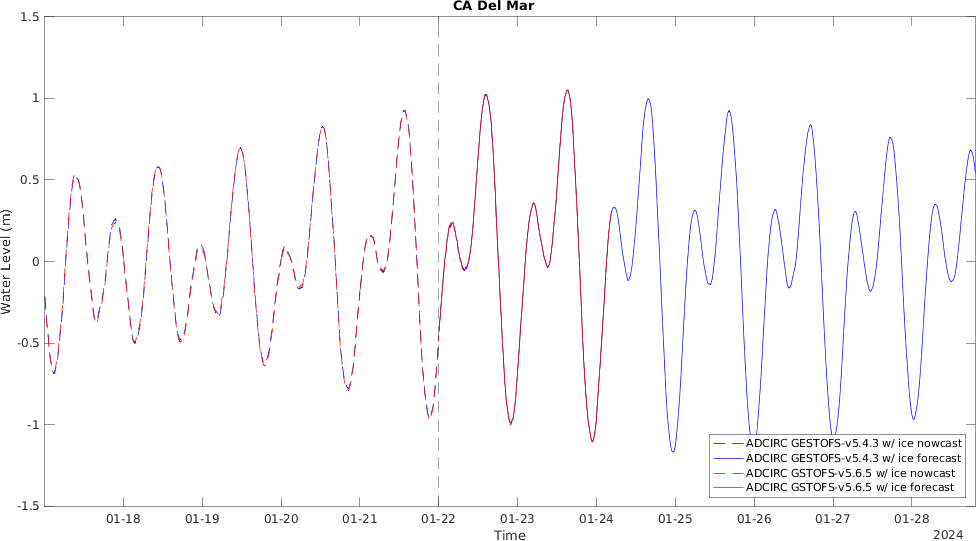 CA Del Mar
1.5
1
0.5
0
-0.5
-1
-1.5
Water Level (m)
ADCIRC GESTOFS-v5.4.3 w/ ice nowcast
ADCIRC GESTOFS-v5.4.3 w/ ice forecast
ADCIRC GSTOFS-v5.6.5 w/ ice nowcast
ADCIRC GSTOFS-v5.6.5 w/ ice forecast
01-18 01-19 01-20 01-21 01-22 01-23 01-24 01-25 01-26 01-27 01-28
Time
2024